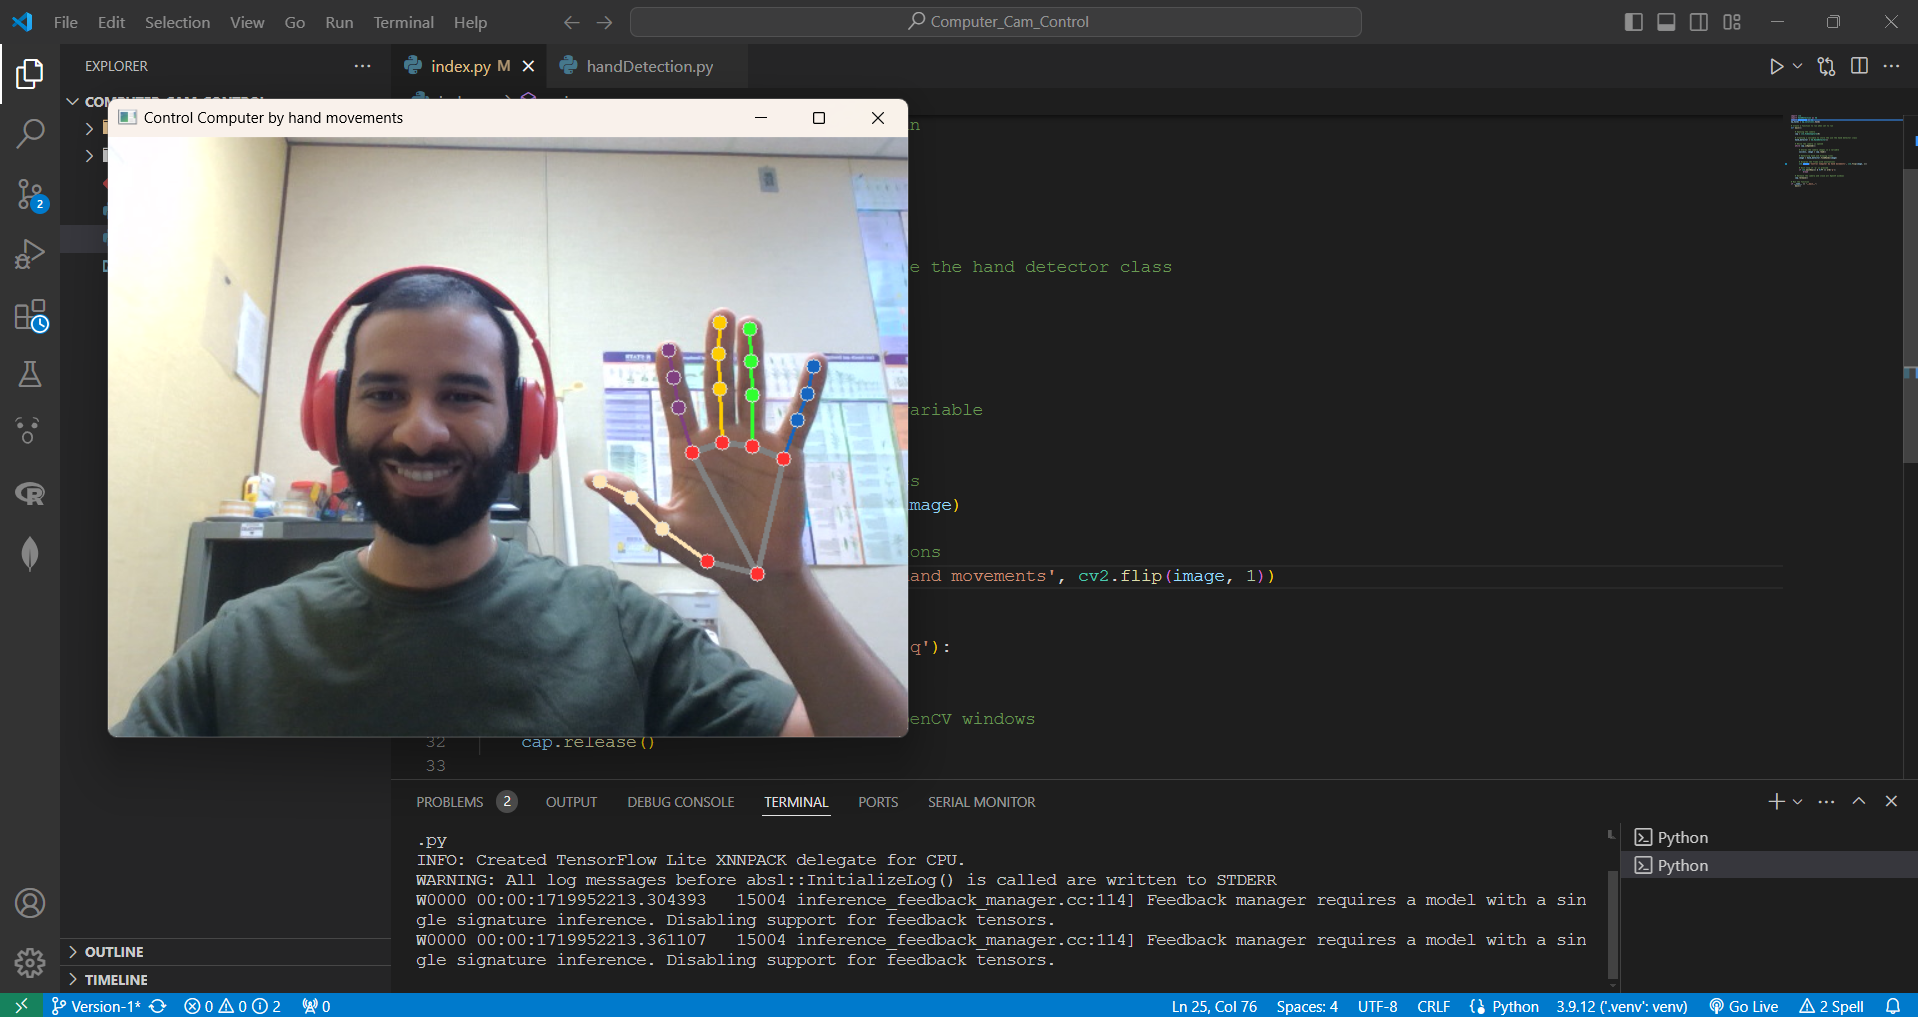 File Edit Selection View Go Run Terminal Help
Computer_Cam_Control
EXPLORER
index.py M
handDetection.py
Control Computer by hand movements
n
e the hand detector class
ariable
s
mage)
ons
and movements', cv2.flip(image, 1))
q'):
enCV windows
32 cap.release()
33
2
PROBLEMS 2 OUTPUT DEBUG CONSOLE TERMINAL PORTS SERIAL MONITOR
.py
INFO: Created TensorFlow Lite XNNPACK delegate for CPU.
WARNING: All log messages before absl::InitializeLog() is called are written to STDERR
W0000 00:00:1719952213.304393 15004 inference_feedback_manager.cc:114] Feedback manager requires a model with a sin
gle signature inference. Disabling support for feedback tensors.
W0000 00:00:1719952213.361107 15004 inference_feedback_manager.cc:114] Feedback manager requires a model with a sin
gle signature inference. Disabling support for feedback tensors.
Python
Python
OUTLINE
TIMELINE
Version-1* 0 0 2 0
Ln 25, Col 76 Spaces: 4 UTF-8 CRLF Python 3.9.12 ('.venv': venv) Go Live 2 Spell